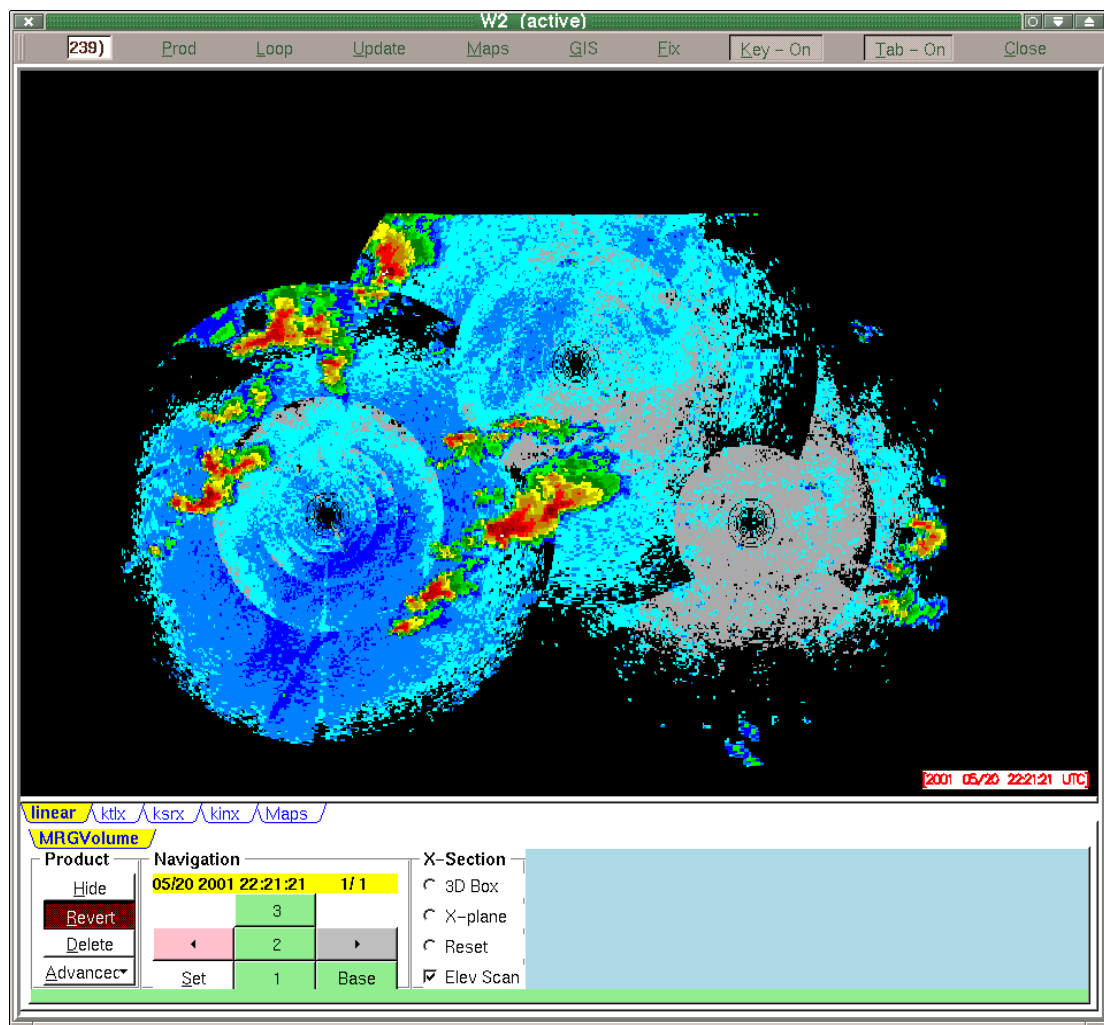 W2 (active)
239) Prod Loop Update Maps GIS Fix Key - On Tab - On Close
[2001 05/20 22:21:21 UTC]
linear ktlx ksrx kinx Maps
MRGVolume
Product Navigation X-Section
Hide 05/20 2001 22:21:21 1/ 1 3D Box
Revert 3 X-plane
Delete 2 Reset
Advancec Set 1 Base Elev Scan